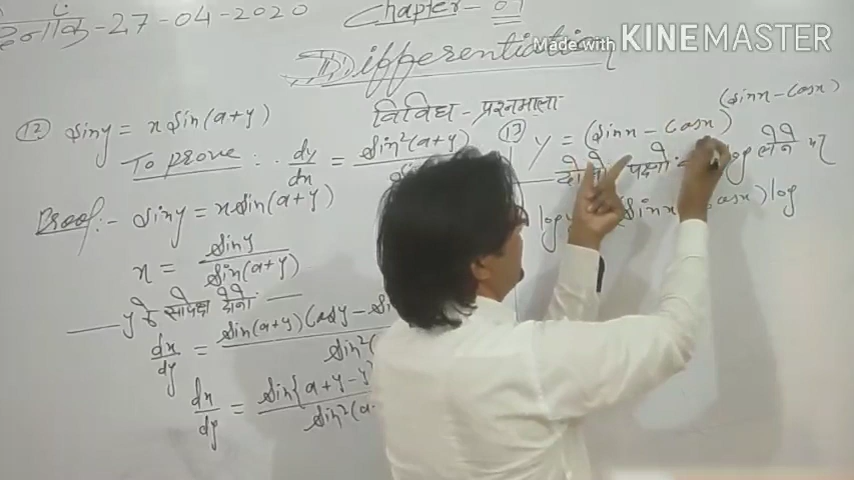 दिनांक-27-04-2020
Chapter-07
Differentiation
Made with KINEMASTER
विविध-प्रश्नमाला
(12) siny = x sin(a+y)
To prove:- dy/dx = sin²(a+y)/
Proof:- siny = x sin(a+y)
x = siny/sin(a+y)
y के सापेक्ष दोनों
dx/dy = sin(a+y) cosy -
dx/dy = sin{a+y-y
(13) y = (sinx - cosx)^(sinx-cosx)
दोनों पक्षों log लेने पर
log (sinx cosx) log